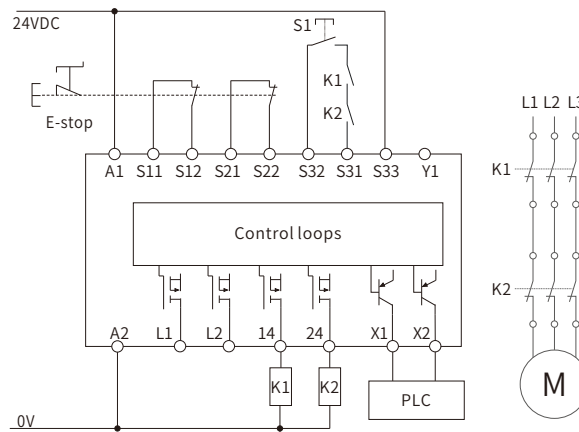 24VDC
S1
K1
K2
E-stop
L1 L2 L3
A1 S11 S12 S21 S22 S32 S31 S33 Y1
K1
Control loops
K2
A2 L1 L2 14 24 X1 X2
K1 K2 PLC
M
0V